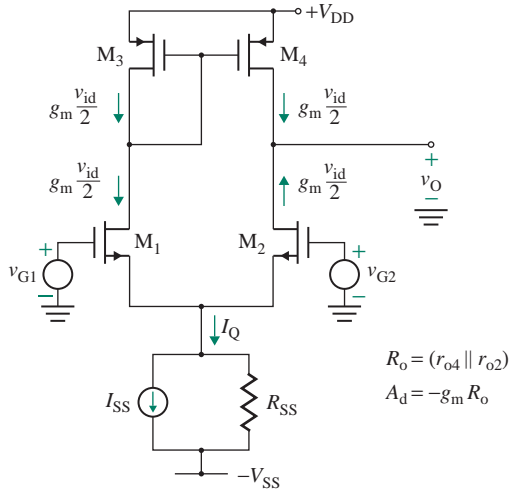 +V_DD
M_3
M_4
g_m v_id/2
g_m v_id/2
g_m v_id/2
g_m v_id/2
+
v_O
−
M_1
M_2
+
v_G1
−
+
v_G2
−
I_Q
I_SS
R_SS
R_o = (r_o4 || r_o2)
A_d = −g_m R_o
−V_SS